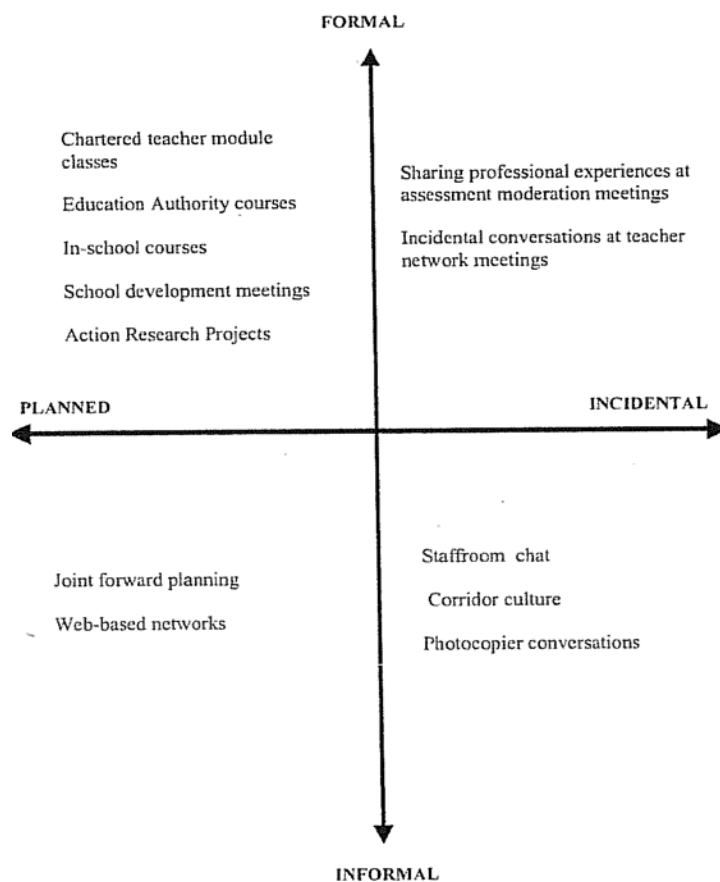 FORMAL
Chartered teacher module
classes
Education Authority courses
In-school courses
School development meetings
Action Research Projects
Sharing professional experiences at
assessment moderation meetings
Incidental conversations at teacher
network meetings
PLANNED
INCIDENTAL
Joint forward planning
Web-based networks
Staffroom chat
Corridor culture
Photocopier conversations
INFORMAL